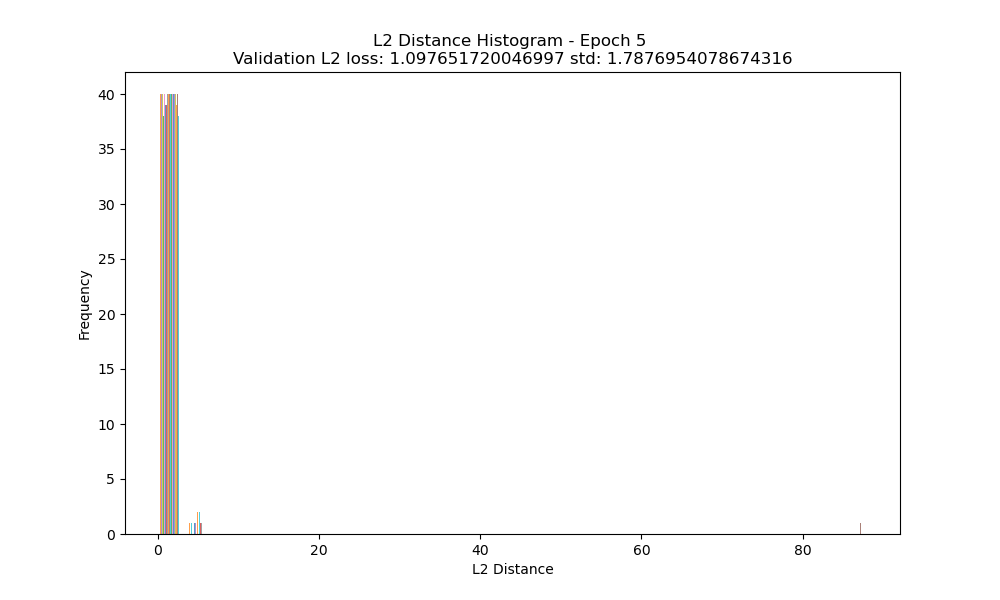 L2 Distance Histogram - Epoch 5
Validation L2 loss: 1.097651720046997 std: 1.7876954078674316
40
35
30
25
20
15
10
5
0
Frequency
0 20 40 60 80
L2 Distance